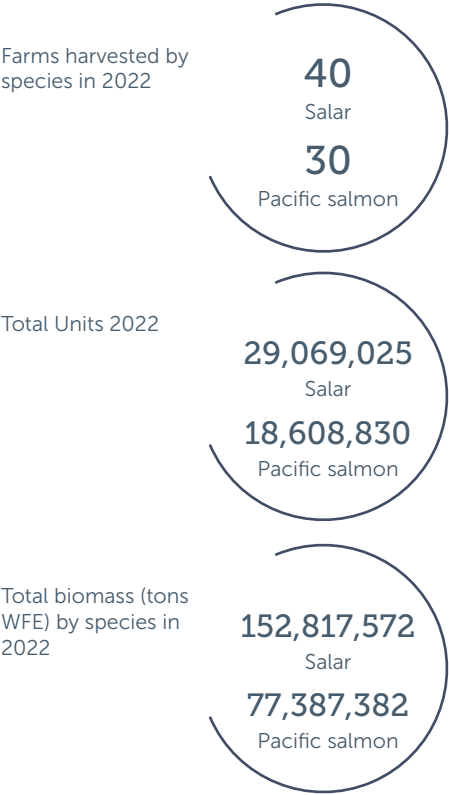 Farms harvested by
species in 2022
40
Salar
30
Pacific salmon
Total Units 2022
29,069,025
Salar
18,608,830
Pacific salmon
Total biomass (tons
WFE) by species in
2022
152,817,572
Salar
77,387,382
Pacific salmon